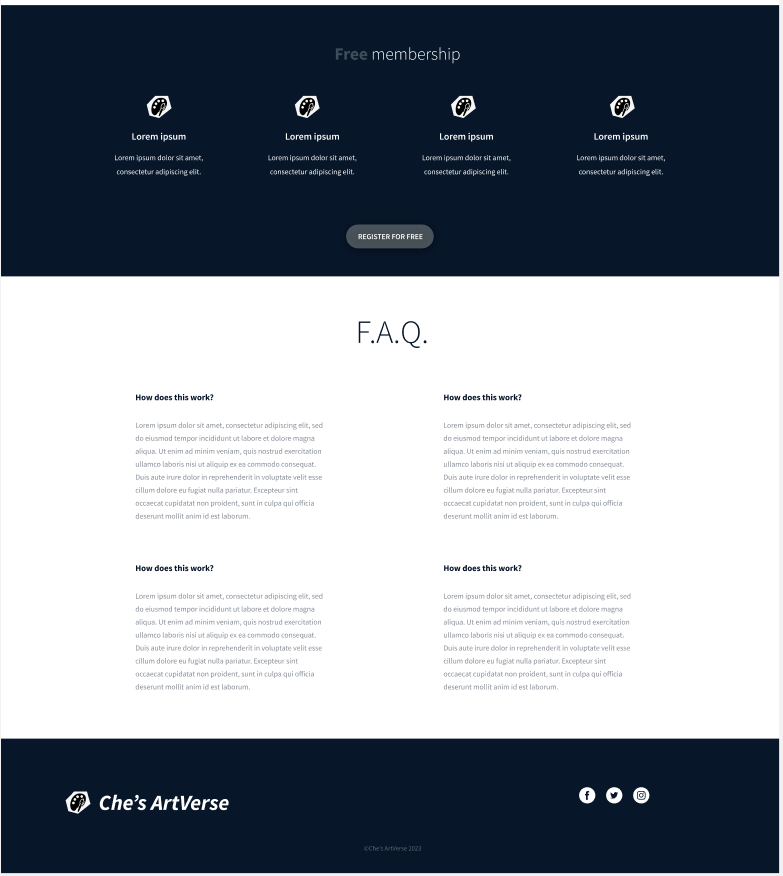 Free membership
Lorem ipsum
Lorem ipsum dolor sit amet,
consectetur adipiscing elit.
Lorem ipsum
Lorem ipsum dolor sit amet,
consectetur adipiscing elit.
Lorem ipsum
Lorem ipsum dolor sit amet,
consectetur adipiscing elit.
Lorem ipsum
Lorem ipsum dolor sit amet,
consectetur adipiscing elit.
REGISTER FOR FREE
F.A.Q.
How does this work?
Lorem ipsum dolor sit amet, consectetur adipiscing elit, sed
do eiusmod tempor incididunt ut labore et dolore magna
aliqua. Ut enim ad minim veniam, quis nostrud exercitation
ullamco laboris nisi ut aliquip ex ea commodo consequat.
Duis aute irure dolor in reprehenderit in voluptate velit esse
cillum dolore eu fugiat nulla pariatur. Excepteur sint
occaecat cupidatat non proident, sunt in culpa qui officia
deserunt mollit anim id est laborum.
How does this work?
Lorem ipsum dolor sit amet, consectetur adipiscing elit, sed
do eiusmod tempor incididunt ut labore et dolore magna
aliqua. Ut enim ad minim veniam, quis nostrud exercitation
ullamco laboris nisi ut aliquip ex ea commodo consequat.
Duis aute irure dolor in reprehenderit in voluptate velit esse
cillum dolore eu fugiat nulla pariatur. Excepteur sint
occaecat cupidatat non proident, sunt in culpa qui officia
deserunt mollit anim id est laborum.
How does this work?
Lorem ipsum dolor sit amet, consectetur adipiscing elit, sed
do eiusmod tempor incididunt ut labore et dolore magna
aliqua. Ut enim ad minim veniam, quis nostrud exercitation
ullamco laboris nisi ut aliquip ex ea commodo consequat.
Duis aute irure dolor in reprehenderit in voluptate velit esse
cillum dolore eu fugiat nulla pariatur. Excepteur sint
occaecat cupidatat non proident, sunt in culpa qui officia
deserunt mollit anim id est laborum.
How does this work?
Lorem ipsum dolor sit amet, consectetur adipiscing elit, sed
do eiusmod tempor incididunt ut labore et dolore magna
aliqua. Ut enim ad minim veniam, quis nostrud exercitation
ullamco laboris nisi ut aliquip ex ea commodo consequat.
Duis aute irure dolor in reprehenderit in voluptate velit esse
cillum dolore eu fugiat nulla pariatur. Excepteur sint
occaecat cupidatat non proident, sunt in culpa qui officia
deserunt mollit anim id est laborum.
Che’s ArtVerse
©Che's ArtVerse 2023